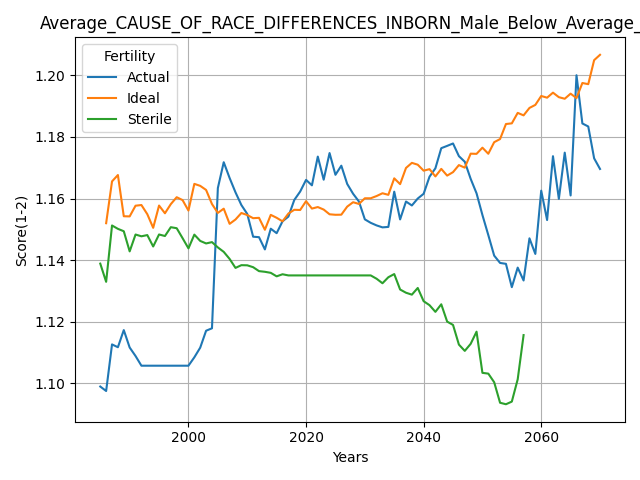 Average_CAUSE_OF_RACE_DIFFERENCES_INBORN_Male_Below_Average_
Fertility
Actual
Ideal
Sterile
1.20
1.18
1.16
1.14
1.12
1.10
Score(1-2)
2000
2020
2040
2060
Years